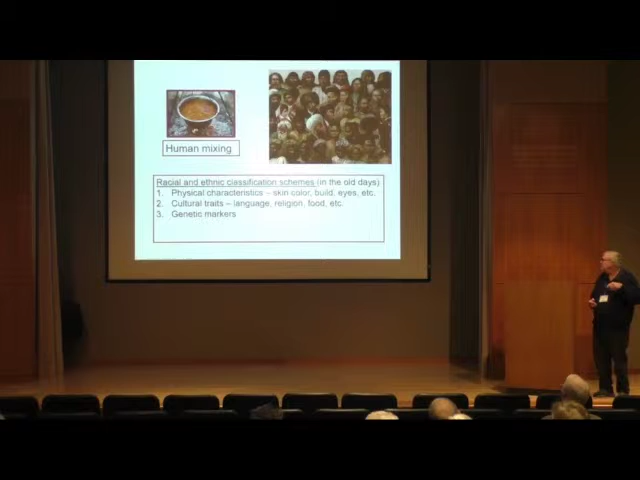 Human mixing
Racial and ethnic classification schemes (in the old days)
1. Physical characteristics – skin color, build, eyes, etc.
2. Cultural traits – language, religion, food, etc.
3. Genetic markers